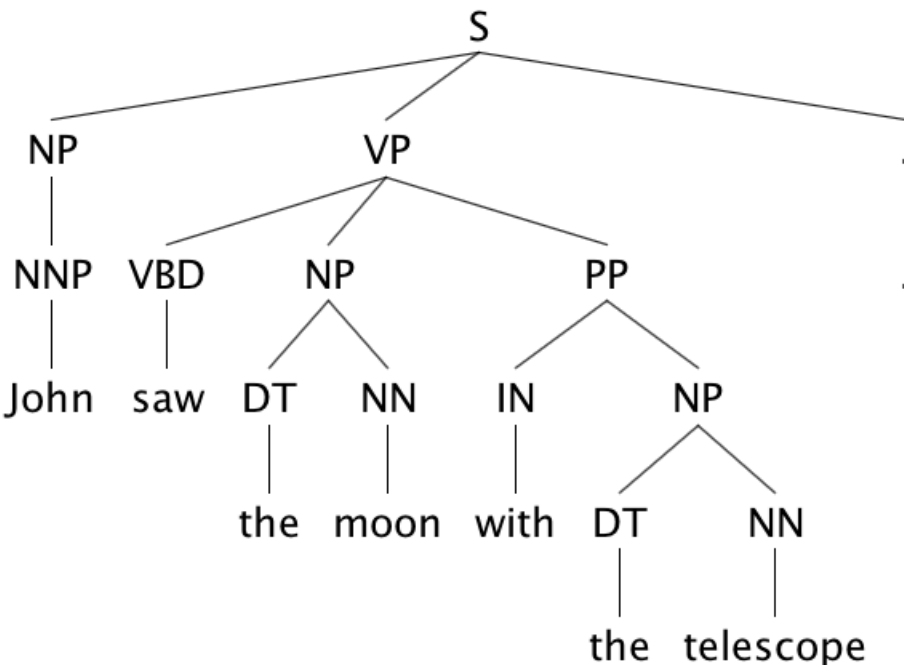 S
NP VP .
NNP VBD NP PP .
John saw DT NN IN NP
the moon with DT NN
the telescope